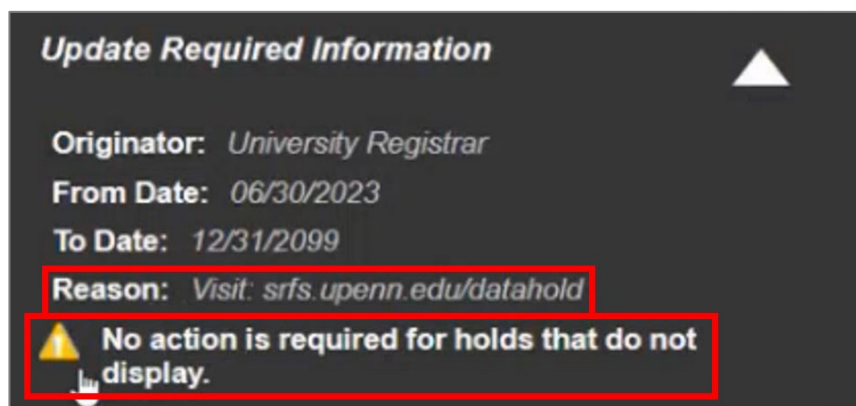 Update Required Information
Originator: University Registrar
From Date: 06/30/2023
To Date: 12/31/2099
Reason: Visit: srfs.upenn.edu/datahold
No action is required for holds that do not
display.